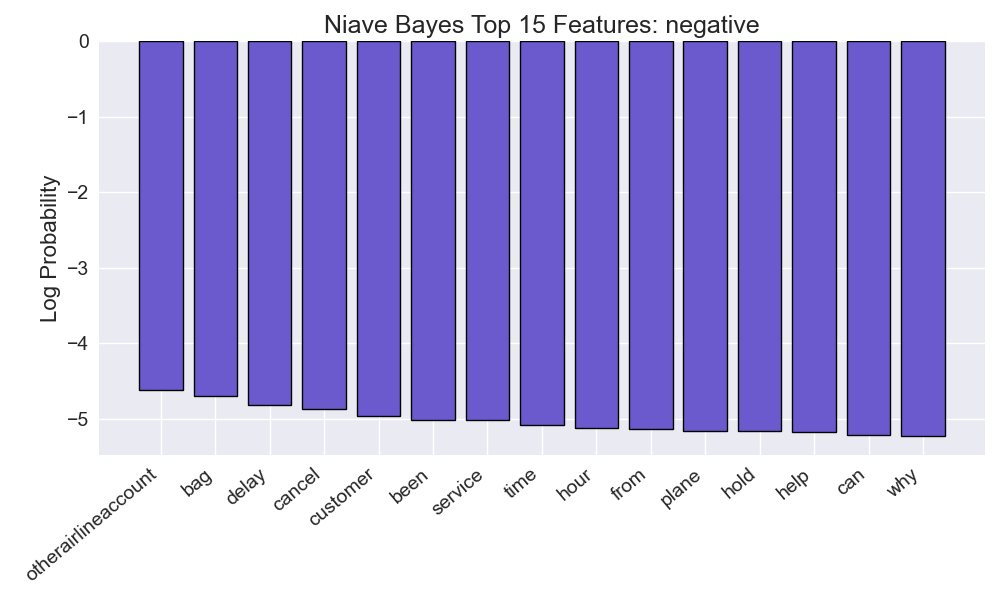 Niave Bayes Top 15 Features: negative
Log Probability
0
−1
−2
−3
−4
−5
otherairlineaccount
bag
delay
cancel
customer
been
service
time
hour
from
plane
hold
help
can
why